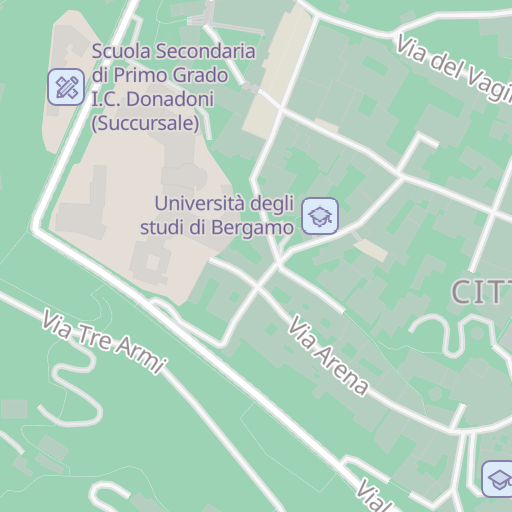 Scuola Secondaria
di Primo Grado
I.C. Donadoni
(Succursale)
Via del Vagi
Università degli
studi di Bergamo
CITT
Via Tre Armi
Via Arena
Vial